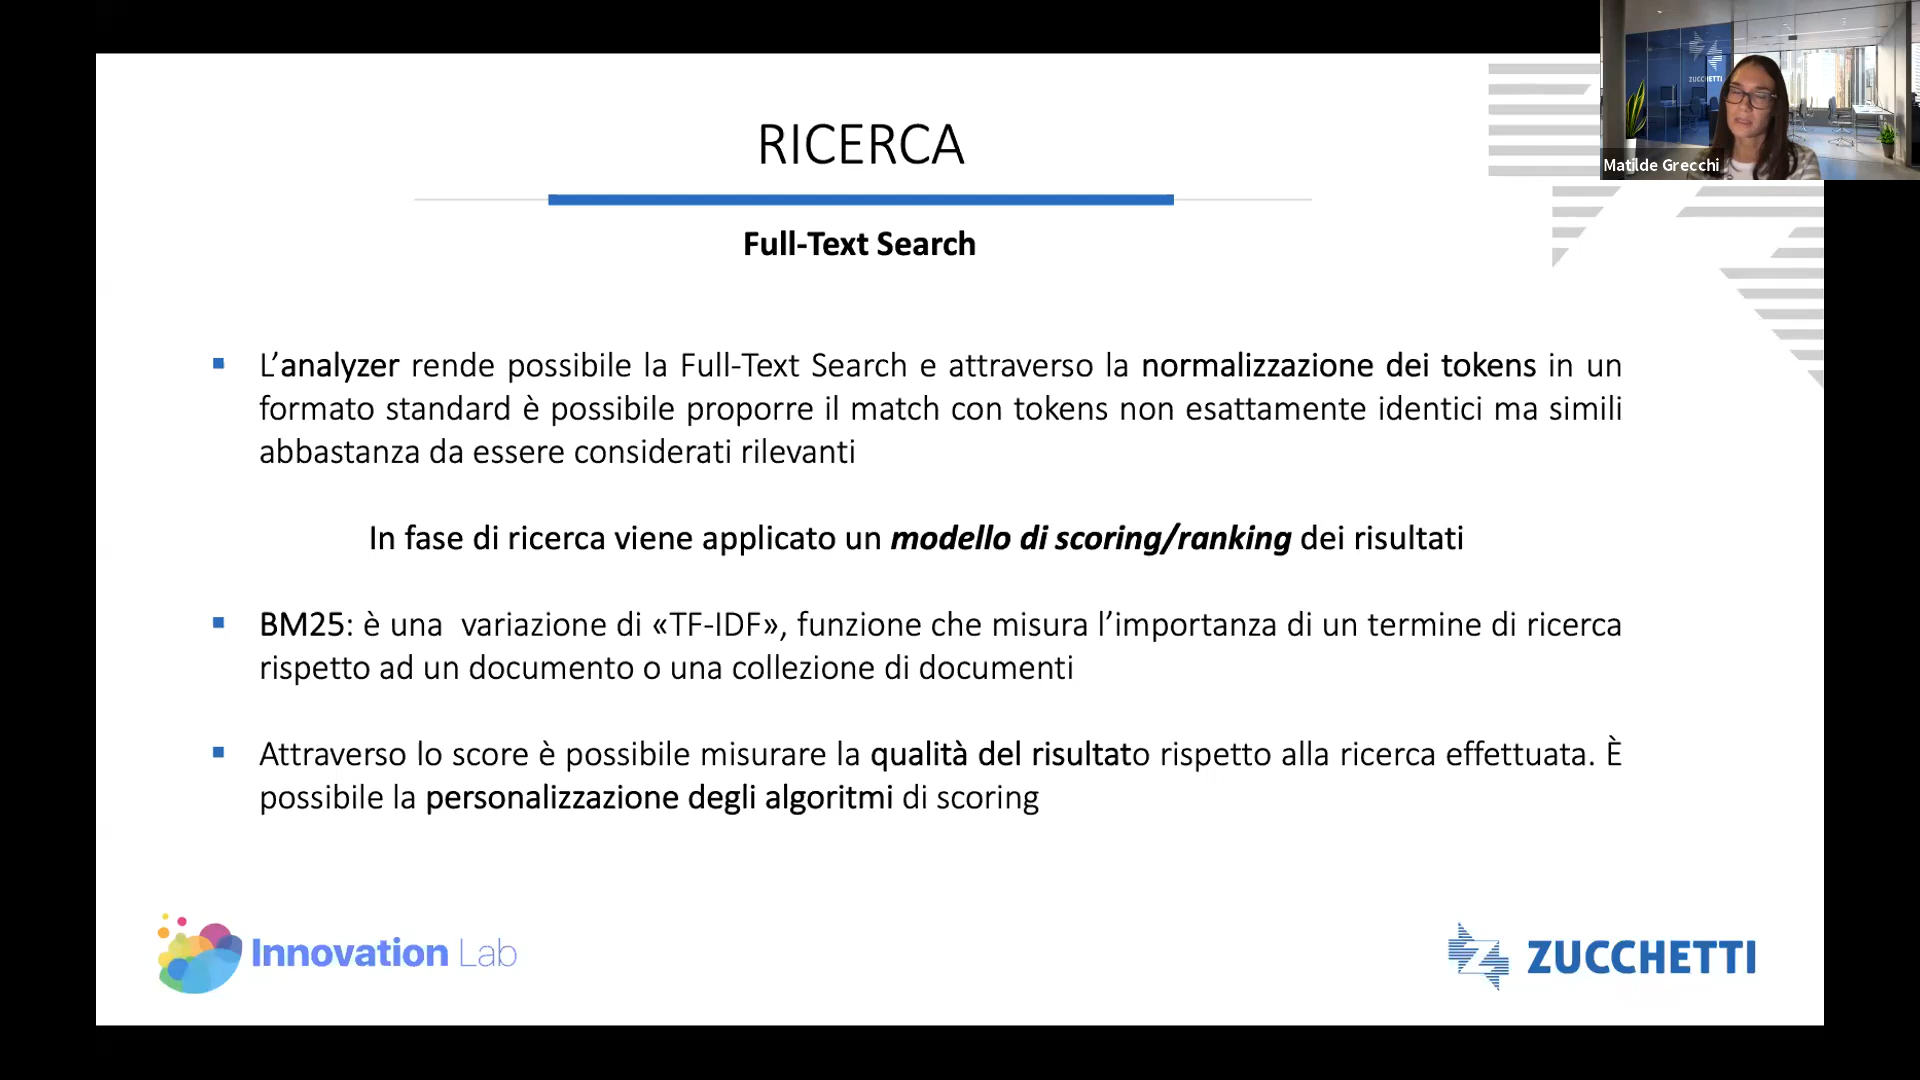 RICERCA
Full-Text Search
L’analyzer rende possibile la Full-Text Search e attraverso la normalizzazione dei tokens in un
formato standard è possibile proporre il match con tokens non esattamente identici ma simili
abbastanza da essere considerati rilevanti
In fase di ricerca viene applicato un modello di scoring/ranking dei risultati
BM25: è una  variazione di «TF-IDF», funzione che misura l’importanza di un termine di ricerca
rispetto ad un documento o una collezione di documenti
Attraverso lo score è possibile misurare la qualità del risultato rispetto alla ricerca effettuata. È
possibile la personalizzazione degli algoritmi di scoring
Innovation Lab
ZUCCHETTI
ZUCCHETTI
Matilde Grecchi